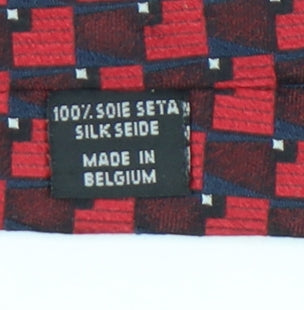 100% SOIE SETA
SILK SEIDE
MADE IN
BELGIUM